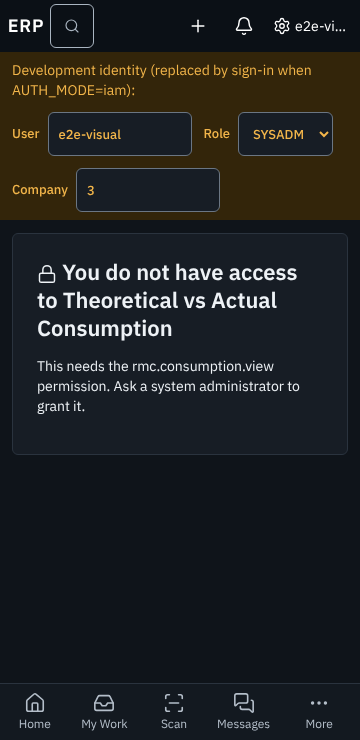 ERP
e2e-vi...
Development identity (replaced by sign-in when
AUTH_MODE=iam):
User e2e-visual Role SYSADM
Company 3
You do not have access
to Theoretical vs Actual
Consumption
This needs the rmc.consumption.view
permission. Ask a system administrator to
grant it.
Home My Work Scan Messages More